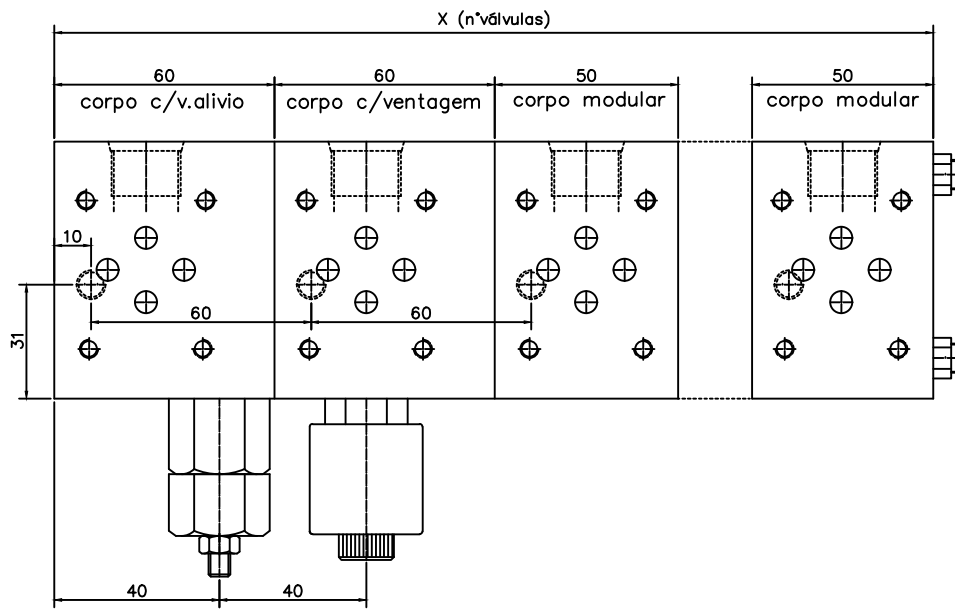 X (n°válvulas)
60 60 50 50
corpo c/v.alivio corpo c/ventagem corpo modular corpo modular
10
60 60
31
40 40